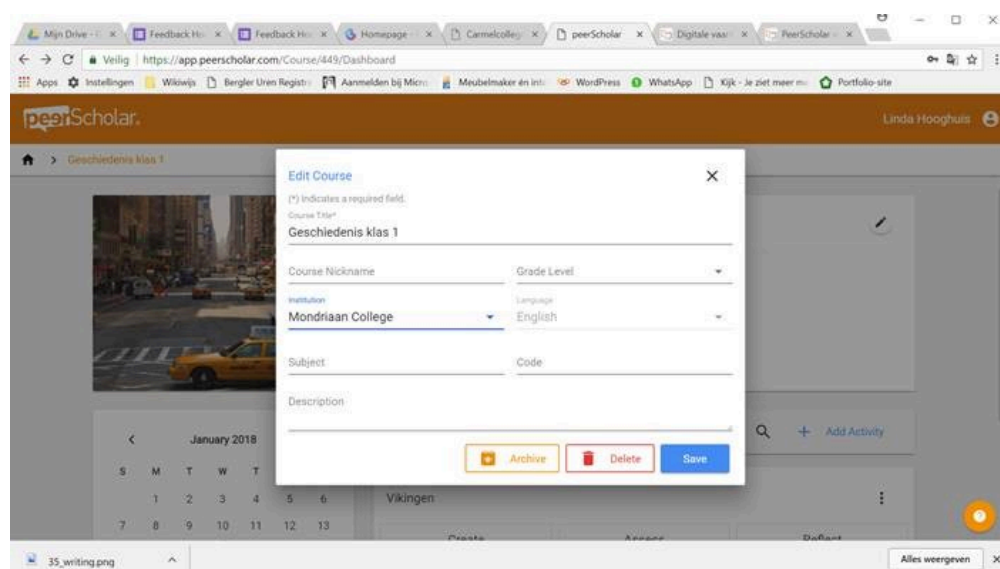 Mijn Drive -
Feedback Ho
Feedback Ho
Homepage
Carmelcolleg
peerScholar
Digitale vaar
PeerScholar
Veilig
https://app.peerscholar.com/Course/449/Dashboard
Apps
Instellingen
Wikiwijs
Bergler Uren Registr
Aanmelden bij Micro
Meubelmaker én inte
WordPress
WhatsApp
Kijk - Je ziet meer m
Portfolio-site
peerScholar.
Linda Hooghuis
> Geschiedenis klas 1
Edit Course
(*) Indicates a required field.
Course Title*
Geschiedenis klas 1
Course Nickname
Grade Level
Institution
Language
Mondriaan College
English
Subject
Code
Description
Archive
Delete
Save
Add Activity
January 2018
S M T W T
1 2 3 4 5 6
7 8 9 10 11 12 13
Vikingen
Create
Assess
Reflect
35_writing.png
Alles weergeven